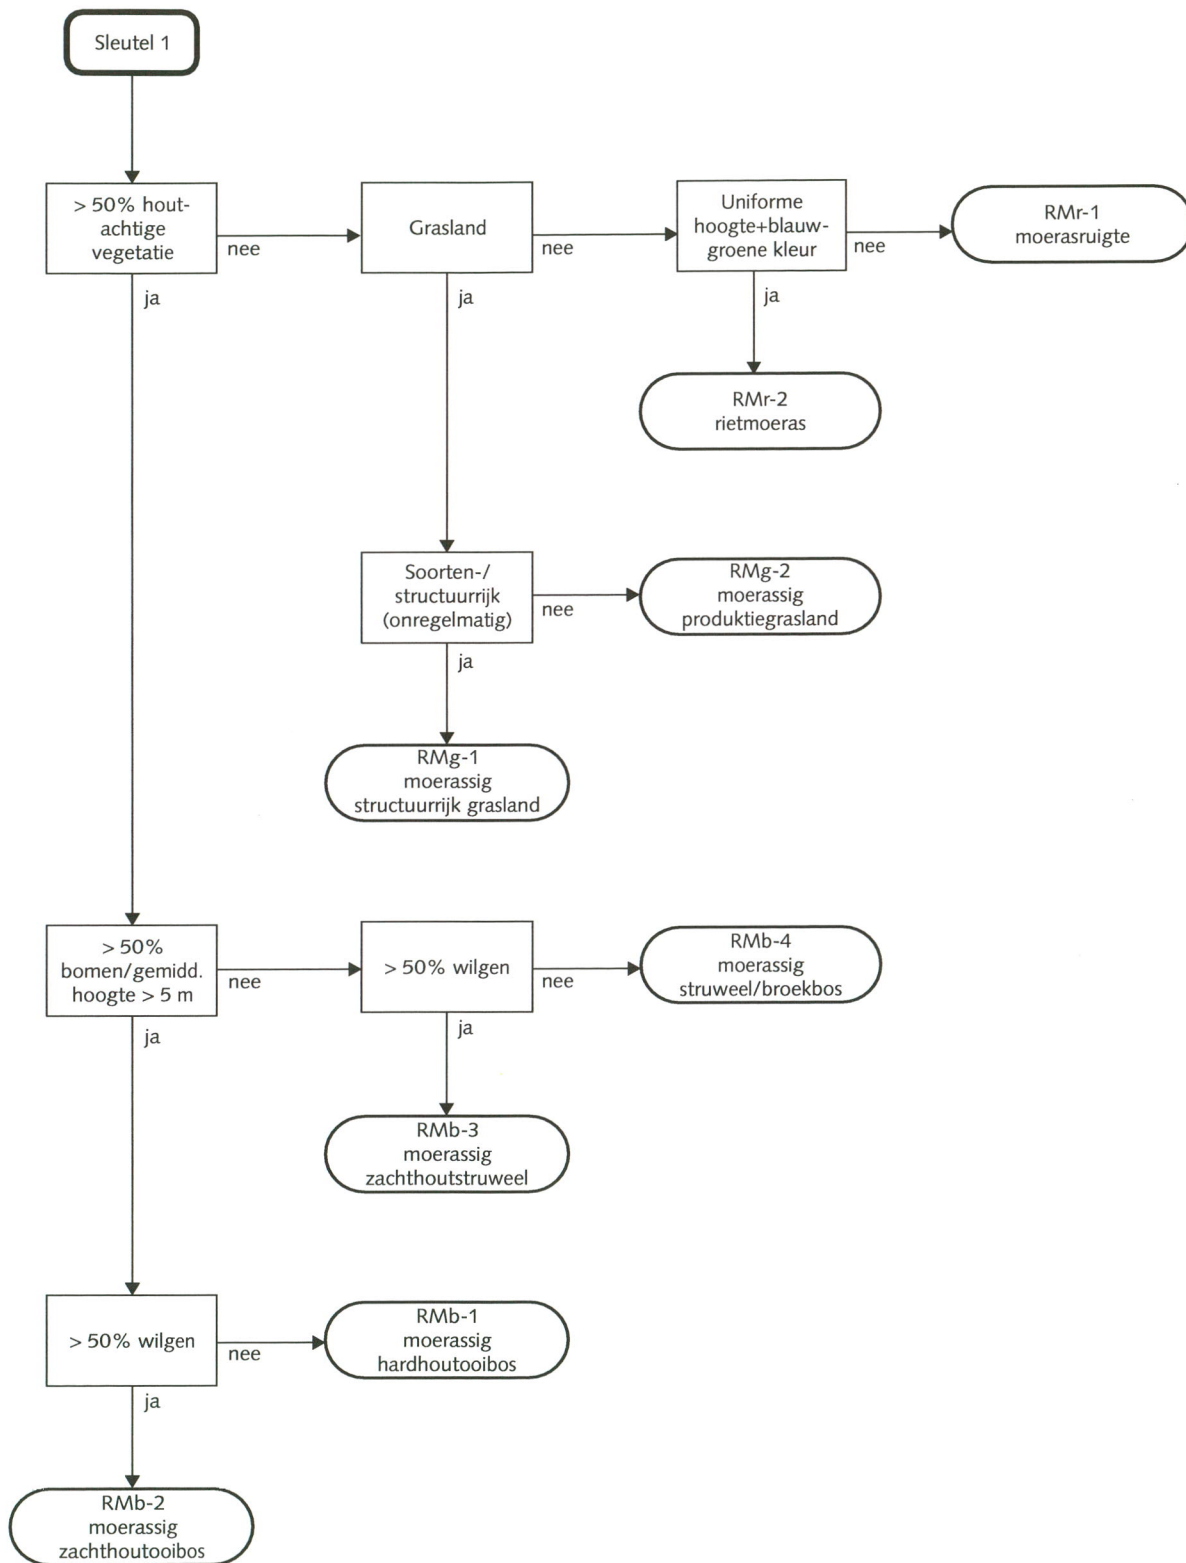 Sleutel 1
> 50% hout-
achtige
vegetatie
nee
ja
Grasland
nee
ja
Uniforme
hoogte+blauw-
groene kleur
nee
ja
RMr-1
moerasruigte
RMr-2
rietmoeras
Soorten-/
structuurrijk
(onregelmatig)
nee
ja
RMg-2
moerassig
produktiegrasland
RMg-1
moerassig
structuurrijk grasland
> 50%
bomen/gemidd.
hoogte > 5 m
nee
ja
> 50% wilgen
nee
ja
RMb-4
moerassig
struweel/broekbos
RMb-3
moerassig
zachthoutstruweel
> 50% wilgen
nee
ja
RMb-1
moerassig
hardhoutooibos
RMb-2
moerassig
zachthoutooibos